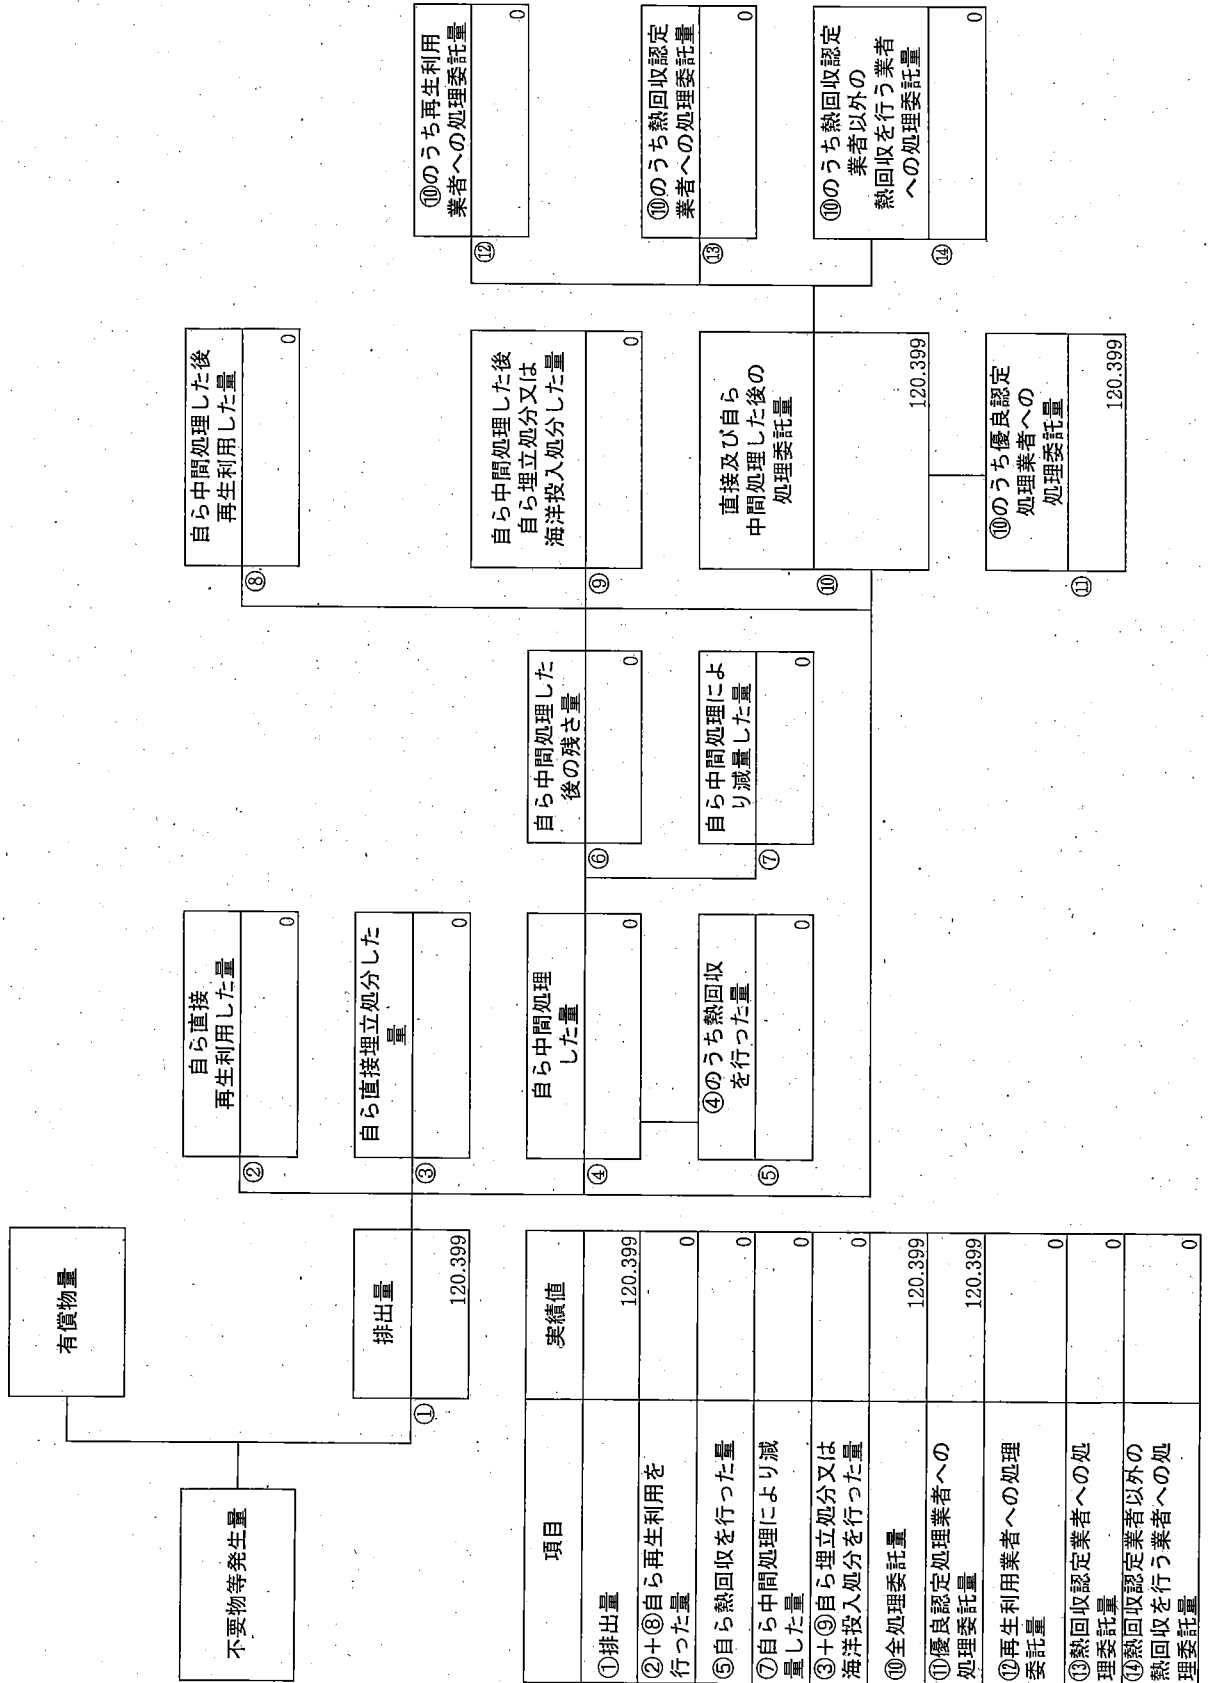 不要物等発生量
有償物量
排出量
①
120.399
自ら直接
再生利用した量
②
0
自ら直接埋立処分した
量
③
0
自ら中間処理
した量
④
0
④のうち熱回収
を行った量
⑤
0
自ら中間処理した
後の残さ量
⑥
0
自ら中間処理によ
り減量した量
⑦
0
自ら中間処理した後
再生利用した量
⑧
0
自ら中間処理した後
自ら埋立処分又は
海洋投入処分した量
⑨
0
直接及び自ら
中間処理した後の
処理委託量
⑩
120.399
⑩のうち優良認定
処理業者への
処理委託量
⑪
120.399
⑩のうち再生利用
業者への処理委託量
⑫
0
⑩のうち熱回収認定
業者への処理委託量
⑬
0
⑩のうち熱回収認定
業者以外の
熱回収を行う業者
への処理委託量
⑭
0
項目
実績値
①排出量
120.399
②+⑧自ら再生利用を
行った量
0
⑤自ら熱回収を行った量
0
⑦自ら中間処理により減
量した量
0
③+⑨自ら埋立処分又は
海洋投入処分を行った量
0
⑩全処理委託量
120.399
⑪優良認定処理業者への
処理委託量
120.399
⑫再生利用業者への処理
委託量
0
⑬熱回収認定業者への処
理委託量
0
⑭熱回収認定業者以外の
熱回収を行う業者への処
理委託量
0